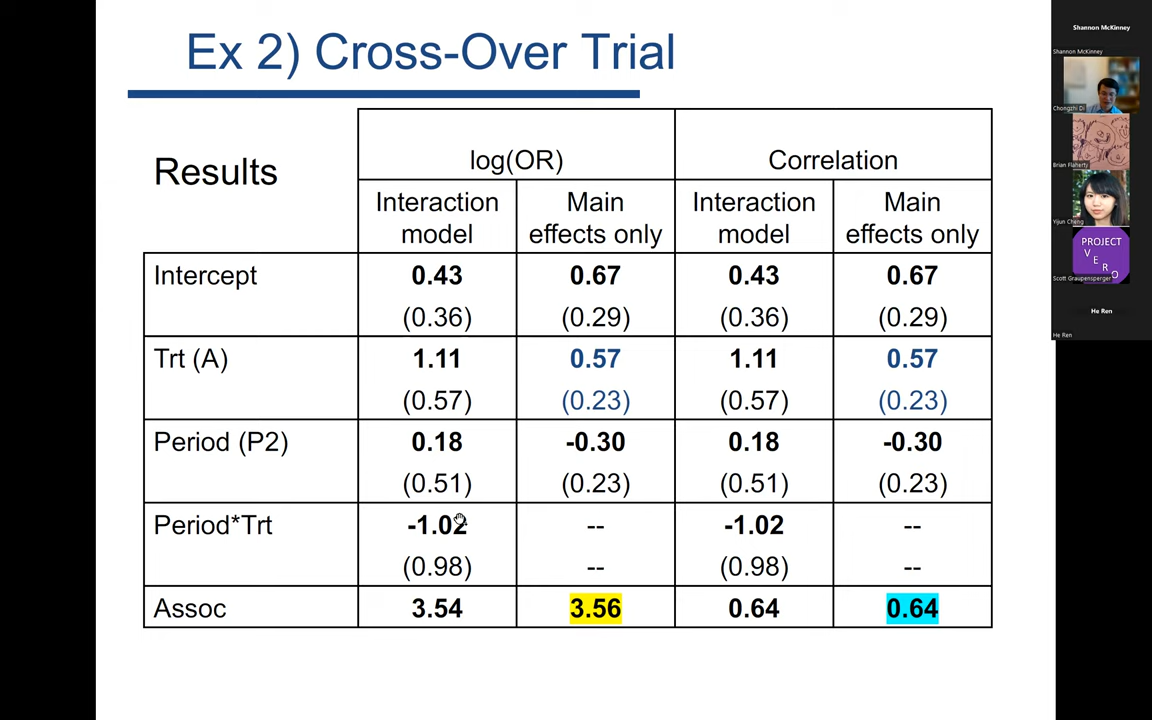 Ex 2) Cross-Over Trial
Results
log(OR) Correlation
Interaction model Main effects only Interaction model Main effects only
Intercept 0.43 0.67 0.43 0.67
(0.36) (0.29) (0.36) (0.29)
Trt (A) 1.11 0.57 1.11 0.57
(0.57) (0.23) (0.57) (0.23)
Period (P2) 0.18 -0.30 0.18 -0.30
(0.51) (0.23) (0.51) (0.23)
Period*Trt -1.02 -- -1.02 --
(0.98) -- (0.98) --
Assoc 3.54 3.56 0.64 0.64
Shannon McKinney
Shannon McKinney
Chongzhi Di
Brian Flaherty
Yijun Cheng
PROJECT
V
E
R
O
Scott Graupensperger
He Ren
He Ren